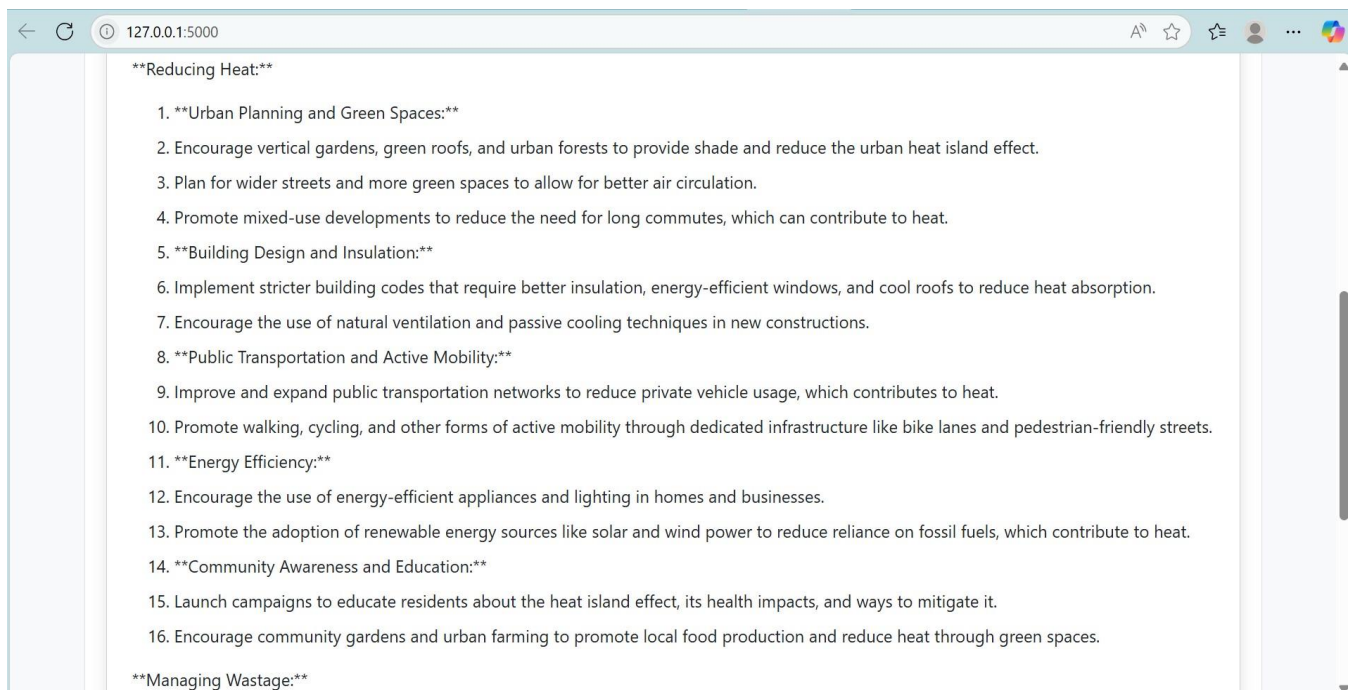 127.0.0.1:5000
**Reducing Heat:**
1. **Urban Planning and Green Spaces:**
2. Encourage vertical gardens, green roofs, and urban forests to provide shade and reduce the urban heat island effect.
3. Plan for wider streets and more green spaces to allow for better air circulation.
4. Promote mixed-use developments to reduce the need for long commutes, which can contribute to heat.
5. **Building Design and Insulation:**
6. Implement stricter building codes that require better insulation, energy-efficient windows, and cool roofs to reduce heat absorption.
7. Encourage the use of natural ventilation and passive cooling techniques in new constructions.
8. **Public Transportation and Active Mobility:**
9. Improve and expand public transportation networks to reduce private vehicle usage, which contributes to heat.
10. Promote walking, cycling, and other forms of active mobility through dedicated infrastructure like bike lanes and pedestrian-friendly streets.
11. **Energy Efficiency:**
12. Encourage the use of energy-efficient appliances and lighting in homes and businesses.
13. Promote the adoption of renewable energy sources like solar and wind power to reduce reliance on fossil fuels, which contribute to heat.
14. **Community Awareness and Education:**
15. Launch campaigns to educate residents about the heat island effect, its health impacts, and ways to mitigate it.
16. Encourage community gardens and urban farming to promote local food production and reduce heat through green spaces.
**Managing Wastage:**